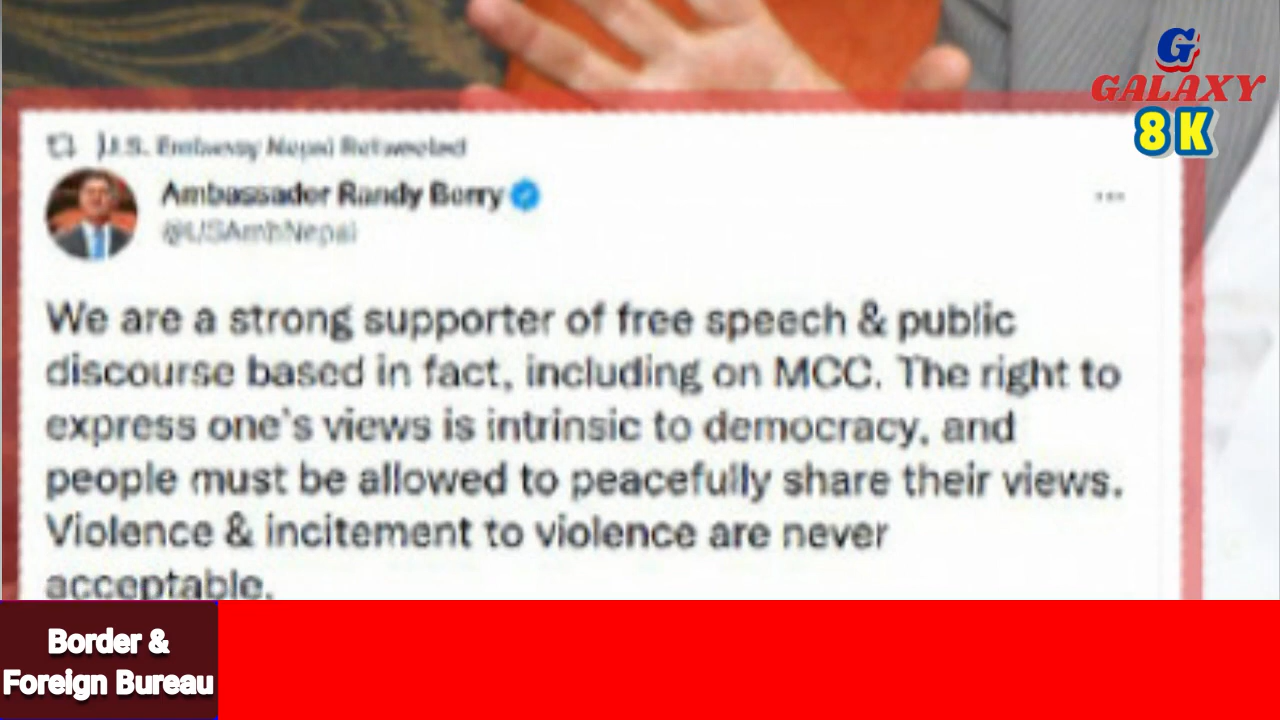 G
GALAXY
8K
U.S. Embassy Nepal Retweeted
Ambassador Randy Berry
@USAmbNepal
We are a strong supporter of free speech & public
discourse based in fact, including on MCC. The right to
express one's views is intrinsic to democracy, and
people must be allowed to peacefully share their views.
Violence & incitement to violence are never
acceptable.
Border &
Foreign Bureau